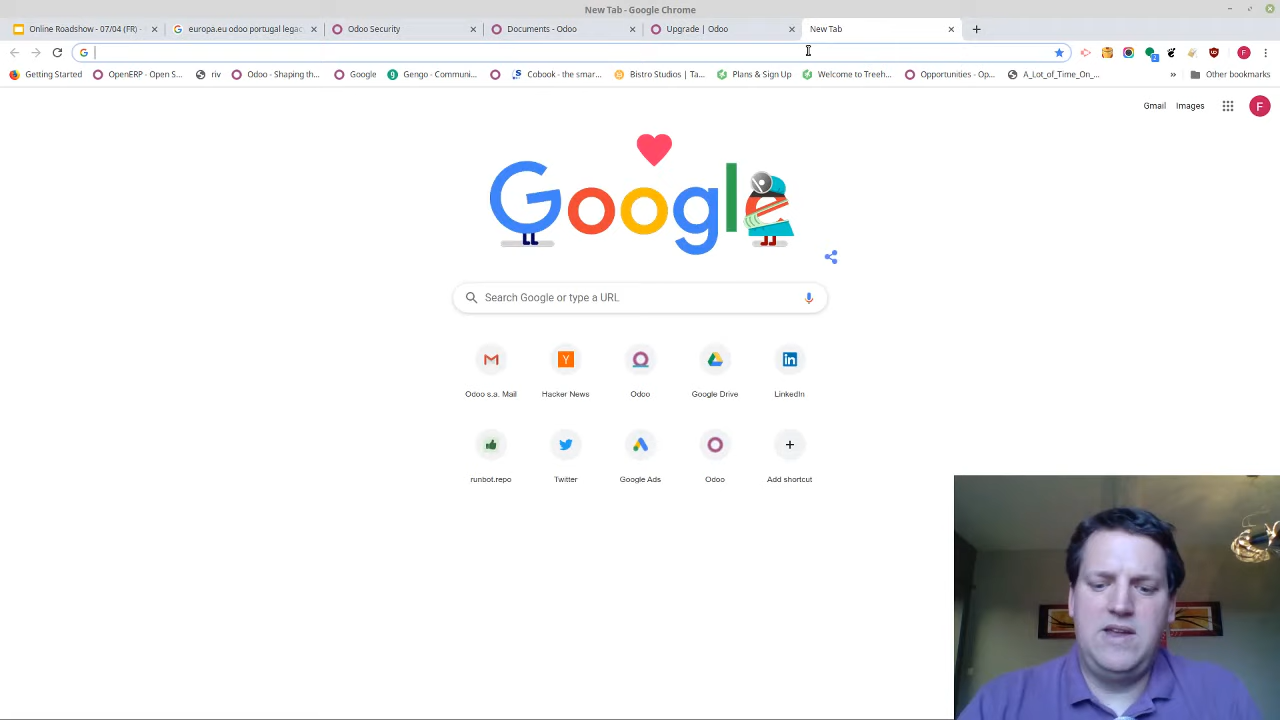 New Tab - Google Chrome
Online Roadshow - 07/04 (FR) -
europa.eu odoo portugal legac
Odoo Security
Documents - Odoo
Upgrade | Odoo
New Tab
Getting Started
OpenERP - Open S...
riv
Odoo - Shaping th...
Google
Gengo - Communi...
Cobook - the smar...
Bistro Studios | Ta...
Plans & Sign Up
Welcome to Treeh...
Opportunities - Op...
A_Lot_of_Time_On_...
»
Other bookmarks
Gmail
Images
F
Google
Search Google or type a URL
Odoo s.a. Mail
Hacker News
Odoo
Google Drive
LinkedIn
runbot.repo
Twitter
Google Ads
Odoo
Add shortcut